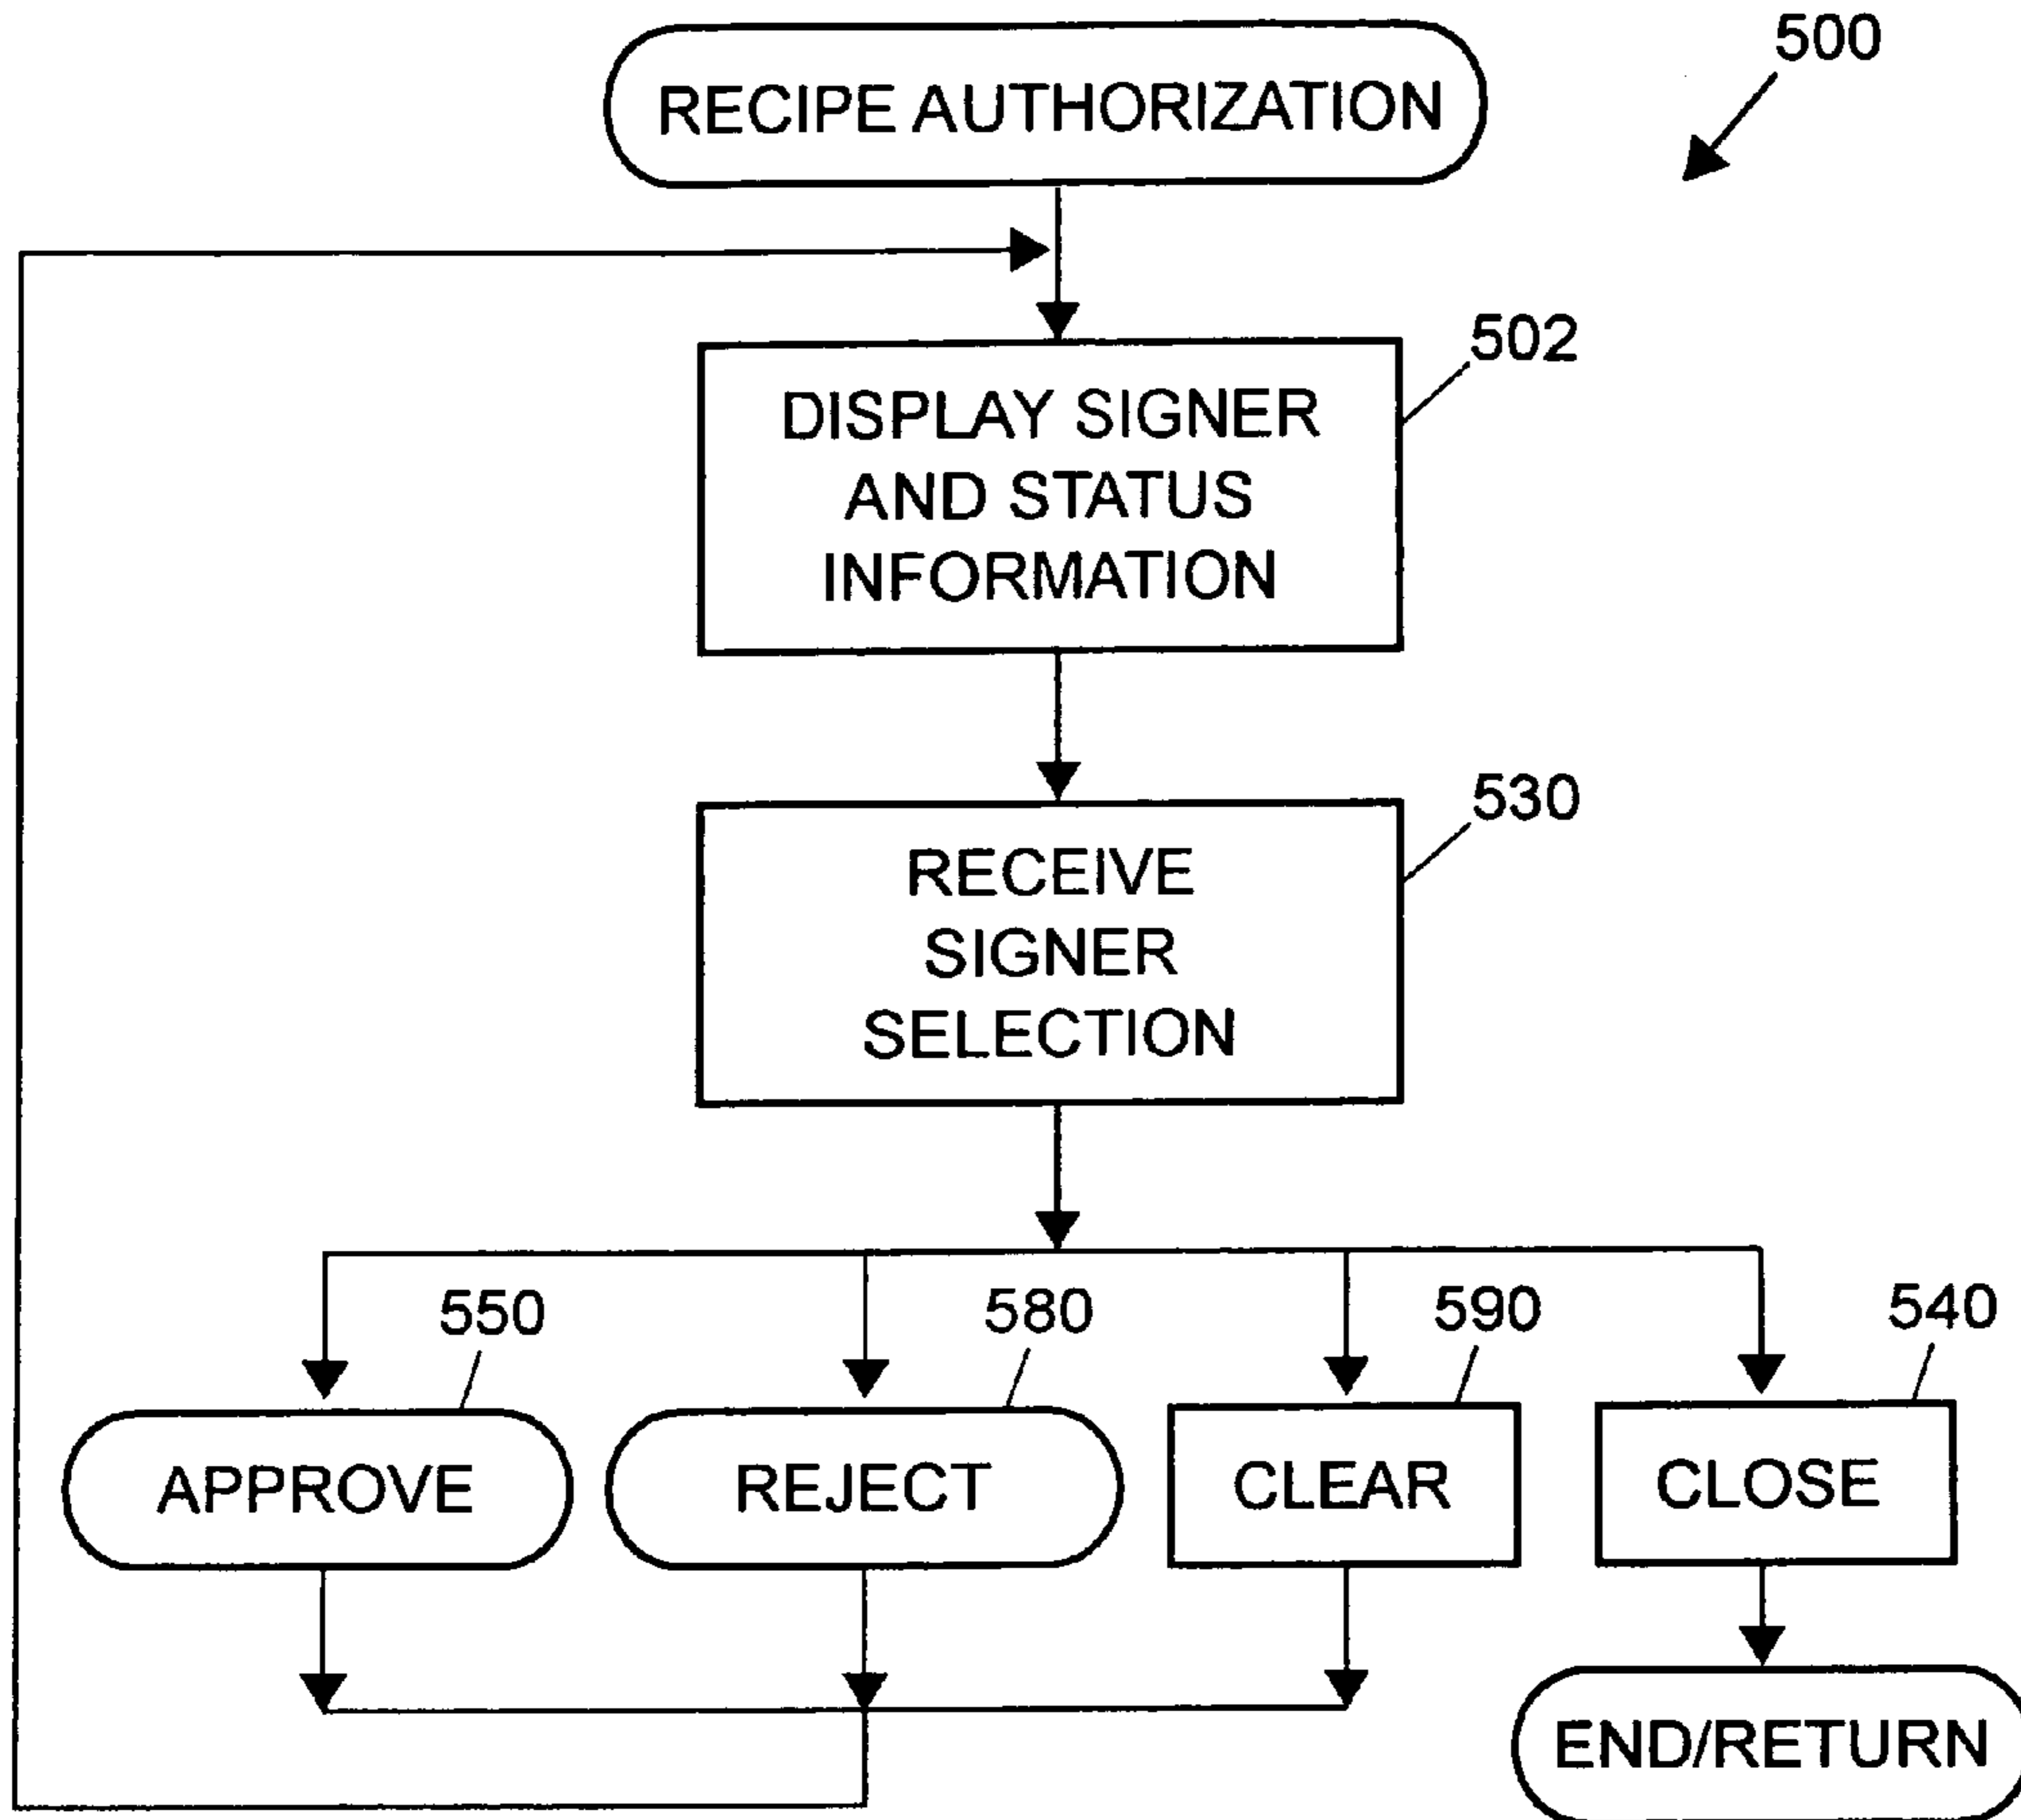 500
RECIPE AUTHORIZATION
502
DISPLAY SIGNER
AND STATUS
INFORMATION
530
RECEIVE
SIGNER
SELECTION
550
580
590
540
APPROVE
REJECT
CLEAR
CLOSE
END/RETURN